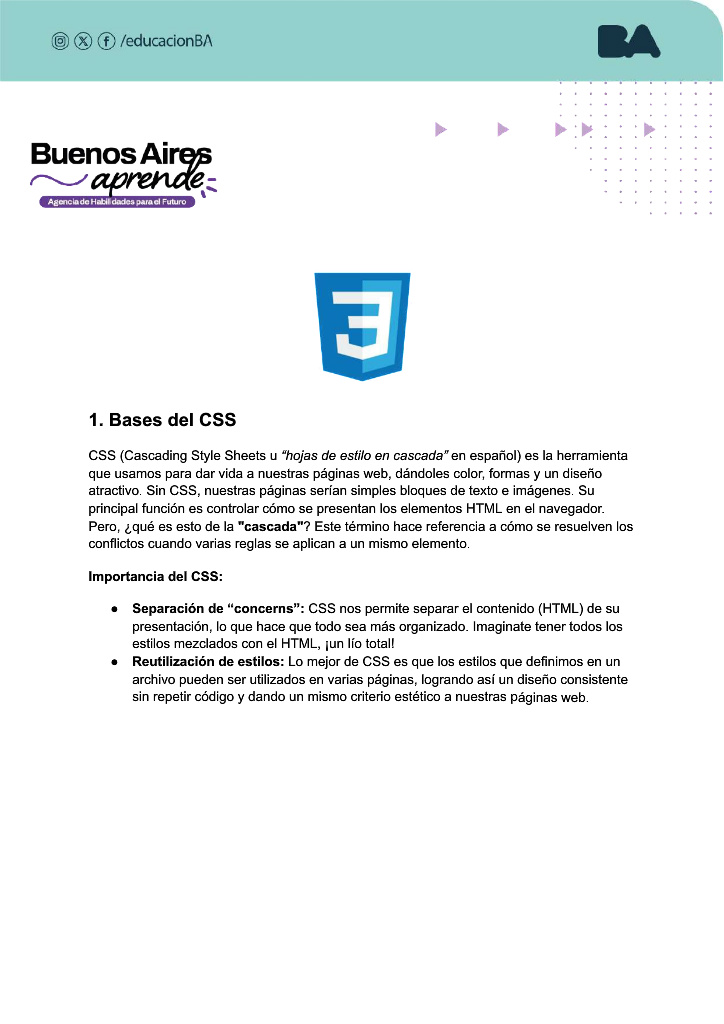 /educacionBA
BA
Buenos Aires
aprende
Agencia de Habilidades para el Futuro
3
1. Bases del CSS
CSS (Cascading Style Sheets u “hojas de estilo en cascada” en español) es la herramienta
que usamos para dar vida a nuestras páginas web, dándoles color, formas y un diseño
atractivo. Sin CSS, nuestras páginas serían simples bloques de texto e imágenes. Su
principal función es controlar cómo se presentan los elementos HTML en el navegador.
Pero, ¿qué es esto de la "cascada"? Este término hace referencia a cómo se resuelven los
conflictos cuando varias reglas se aplican a un mismo elemento.
Importancia del CSS:
● Separación de “concerns”: CSS nos permite separar el contenido (HTML) de su
presentación, lo que hace que todo sea más organizado. Imaginate tener todos los
estilos mezclados con el HTML, ¡un lío total!
● Reutilización de estilos: Lo mejor de CSS es que los estilos que definimos en un
archivo pueden ser utilizados en varias páginas, logrando así un diseño consistente
sin repetir código y dando un mismo criterio estético a nuestras páginas web.